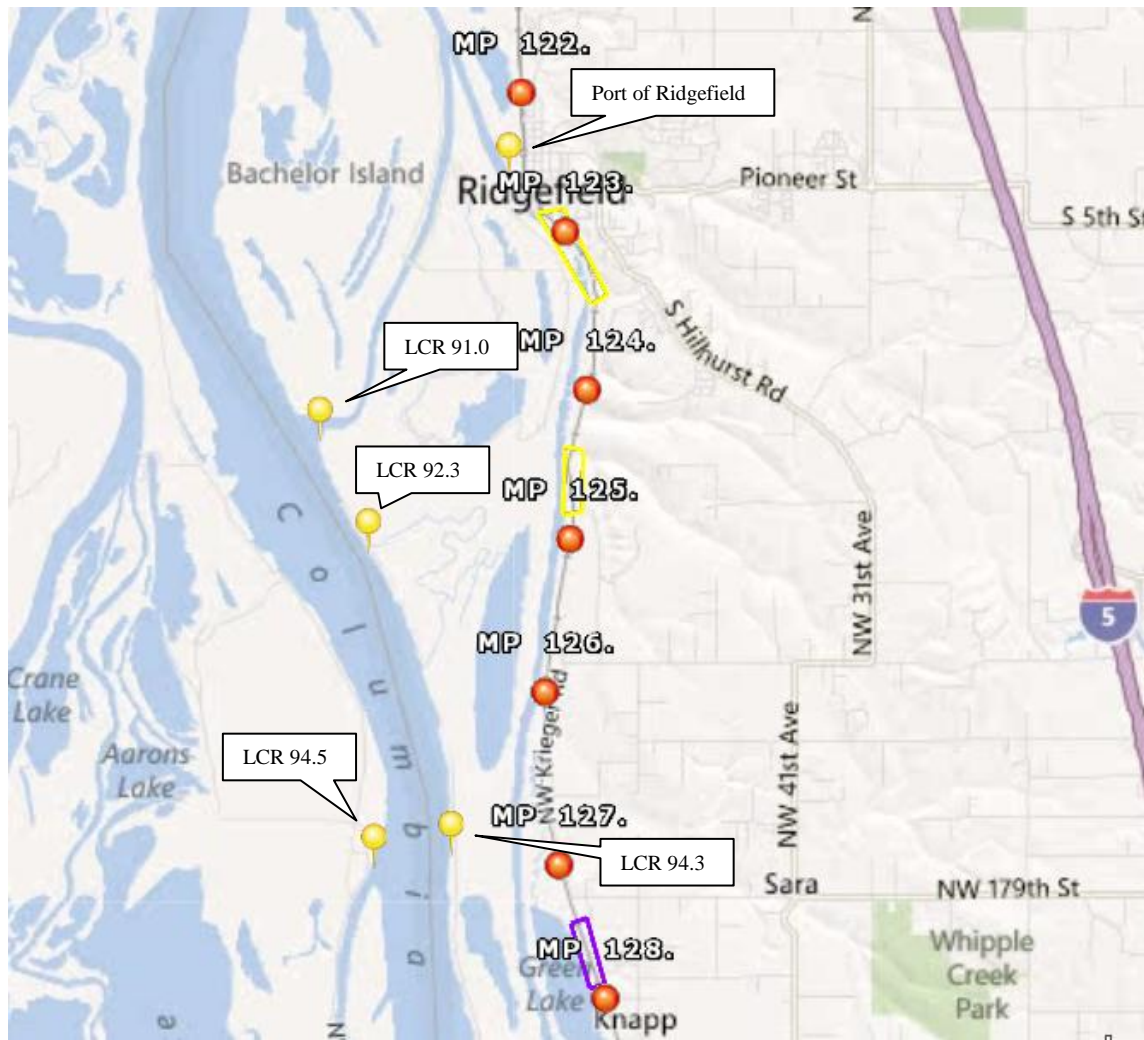 N
MP 122.
Port of Ridgefield
Bachelor Island
Pioneer St
MP 123.
Ridgefield
S 5th St
MP 124.
S Hillhurst Rd
LCR 91.0
LCR 92.3
MP 125.
Columbia
NW 31st Ave
5
MP 126.
Crane
Lake
NW Krieger Rd
NW 41st Ave
Aarons
Lake
LCR 94.5
MP 127.
LCR 94.3
Sara
NW 179th St
MP 128.
Green
Lake
Whipple
Creek
Park
Knapp
e
N